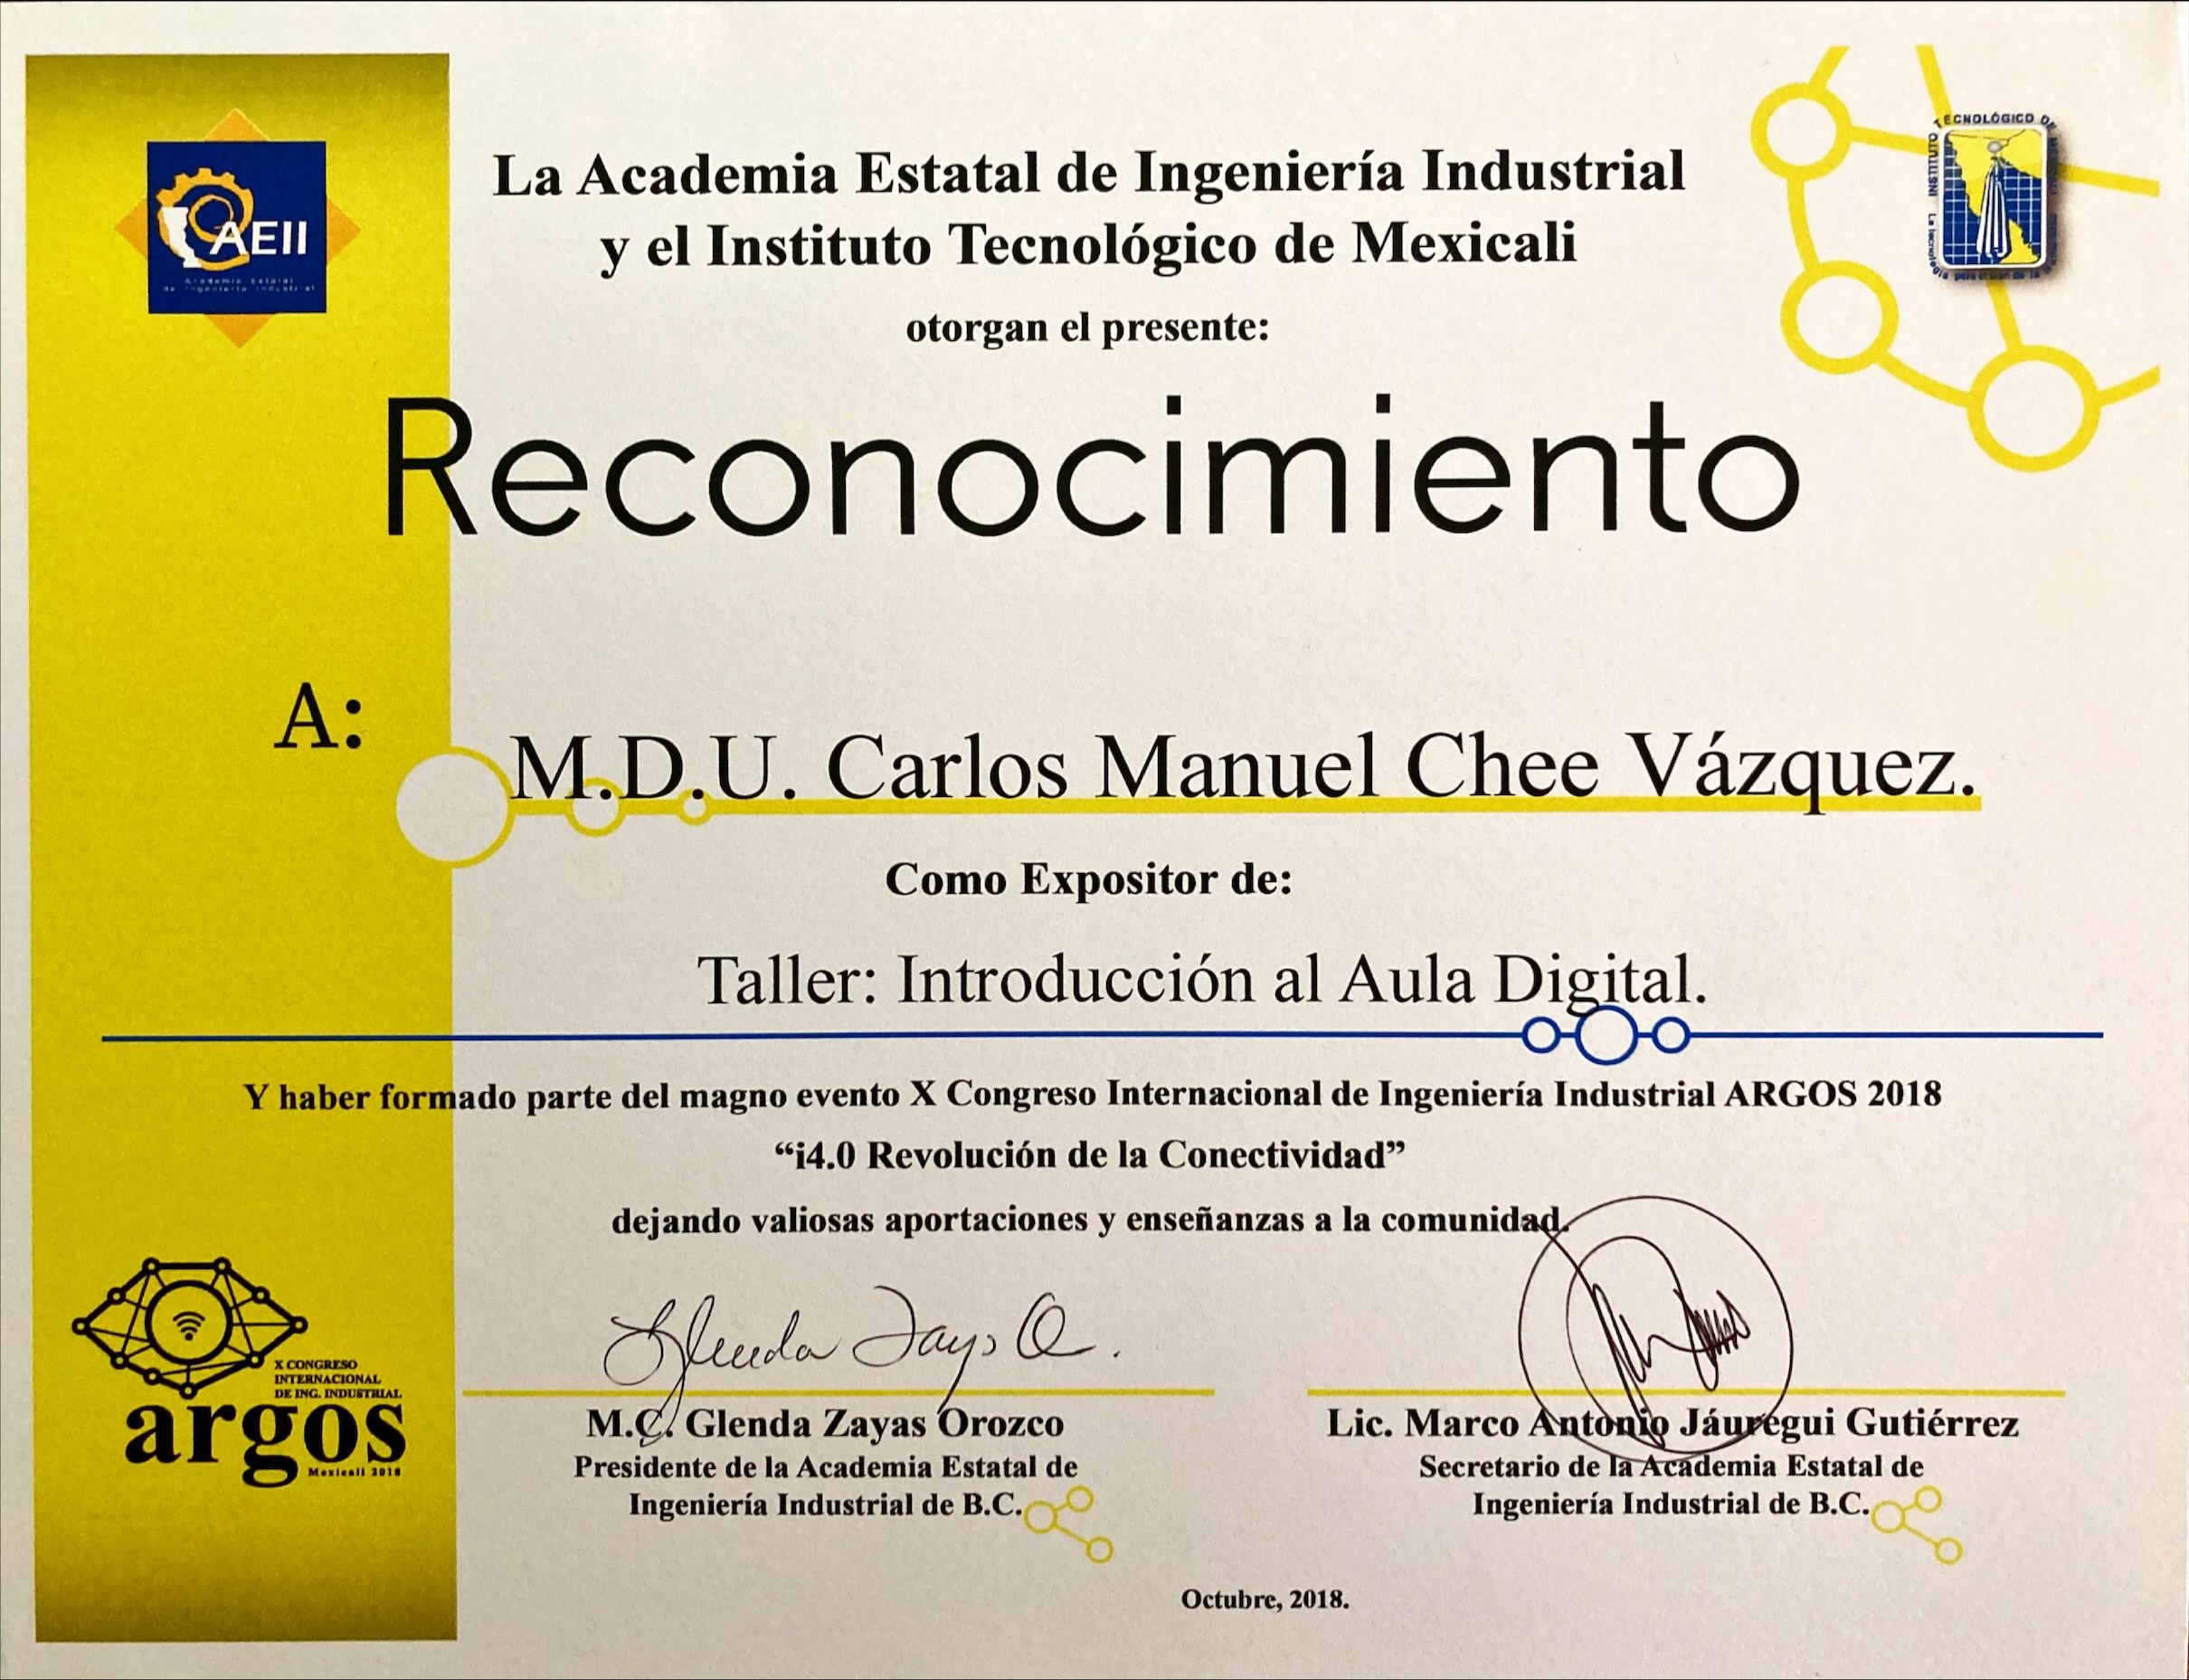 AEII
Academia Estatal
de Ingeniería Industrial
INSTITUTO TECNOLÓGICO DE
La tecnología para el bien de la
La Academia Estatal de Ingeniería Industrial
y el Instituto Tecnológico de Mexicali
otorgan el presente:
Reconocimiento
A:
M.D.U. Carlos Manuel Chee Vázquez.
Como Expositor de:
Taller: Introducción al Aula Digital.
Y haber formado parte del magno evento X Congreso Internacional de Ingeniería Industrial ARGOS 2018
“i4.0 Revolución de la Conectividad”
dejando valiosas aportaciones y enseñanzas a la comunidad.
X CONGRESO
INTERNACIONAL
DE ING. INDUSTRIAL
argos
Mexicali 2018
Glenda Zayas O.
M.C. Glenda Zayas Orozco
Presidente de la Academia Estatal de
Ingeniería Industrial de B.C.
Lic. Marco Antonio Jáuregui Gutiérrez
Secretario de la Academia Estatal de
Ingeniería Industrial de B.C.
Octubre, 2018.